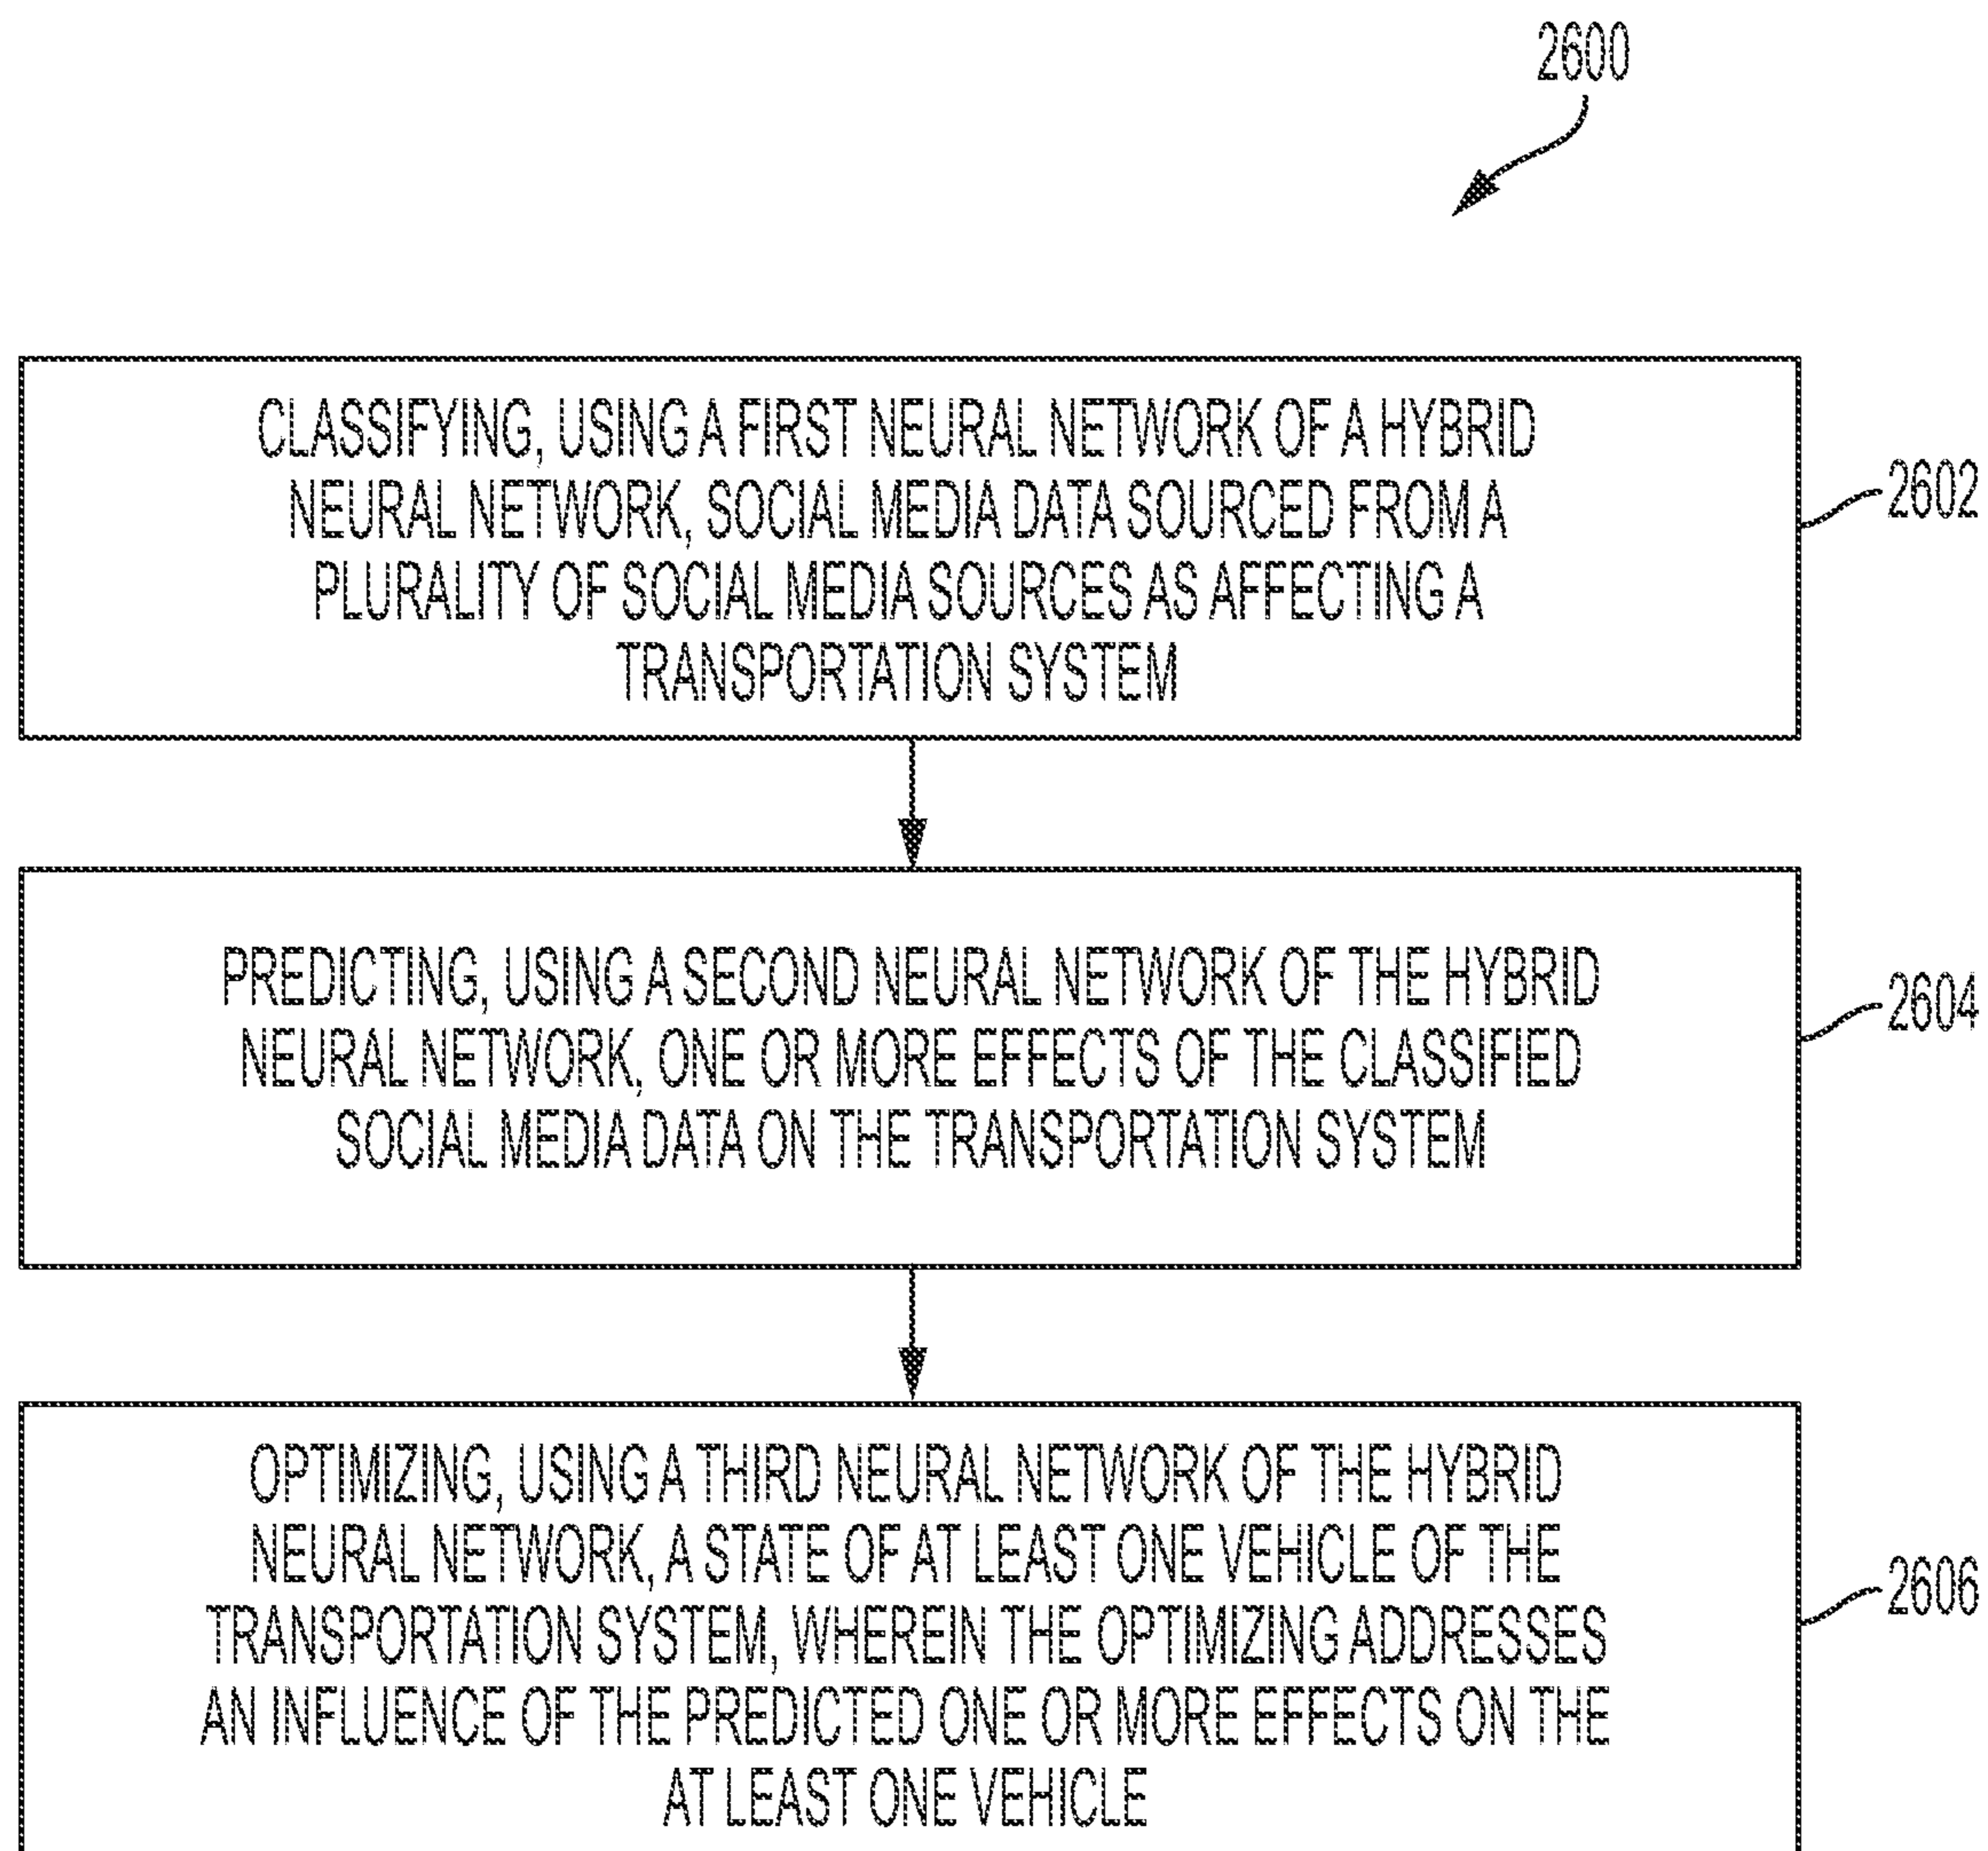 2600
CLASSIFYING, USING A FIRST NEURAL NETWORK OF A HYBRID
NEURAL NETWORK, SOCIAL MEDIA DATA SOURCED FROM A
PLURALITY OF SOCIAL MEDIA SOURCES AS AFFECTING A
TRANSPORTATION SYSTEM
2602
PREDICTING, USING A SECOND NEURAL NETWORK OF THE HYBRID
NEURAL NETWORK, ONE OR MORE EFFECTS OF THE CLASSIFIED
SOCIAL MEDIA DATA ON THE TRANSPORTATION SYSTEM
2604
OPTIMIZING, USING A THIRD NEURAL NETWORK OF THE HYBRID
NEURAL NETWORK, A STATE OF AT LEAST ONE VEHICLE OF THE
TRANSPORTATION SYSTEM, WHEREIN THE OPTIMIZING ADDRESSES
AN INFLUENCE OF THE PREDICTED ONE OR MORE EFFECTS ON THE
AT LEAST ONE VEHICLE
2606